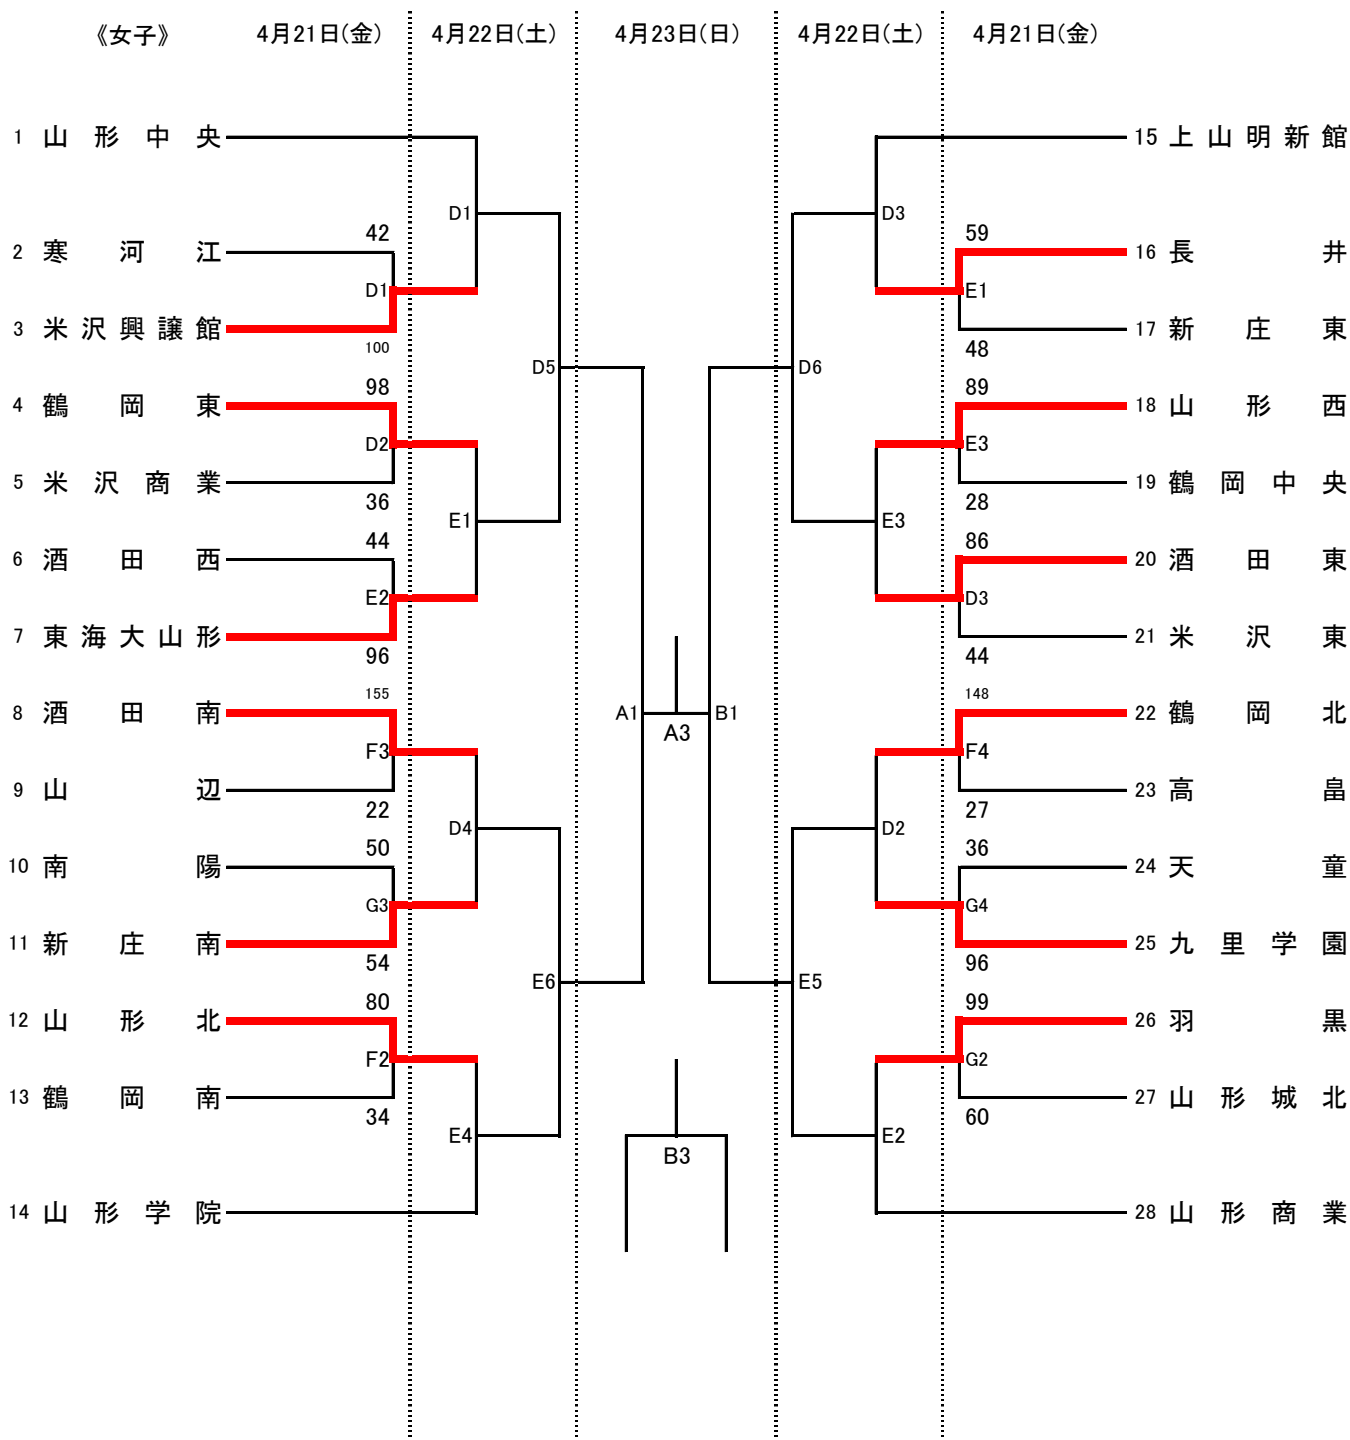 《女子》 4月21日(金) 4月22日(土) 4月23日(日) 4月22日(土) 4月21日(金)
1 山形中央 15 上山明新館
D1 D3
42 59
2 寒河江 16 長井
D1 E1
3 米沢興譲館 17 新庄東
100 48
D5 D6
98 89
4 鶴岡東 18 山形西
D2 E3
5 米沢商業 19 鶴岡中央
36 28
E1 E3
44 86
6 酒田西 20 酒田東
E2 D3
7 東海大山形 21 米沢東
96 44
155 148
8 酒田南 A1 B1 22 鶴岡北
A3
F3 F4
9 山辺 23 高畠
22 27
D4 D2
50 36
10 南陽 24 天童
G3 G4
11 新庄南 25 九里学園
54 96
E6 E5
80 99
12 山形北 26 羽黒
F2 G2
13 鶴岡南 27 山形城北
34 60
E4 E2
B3
14 山形学院 28 山形商業